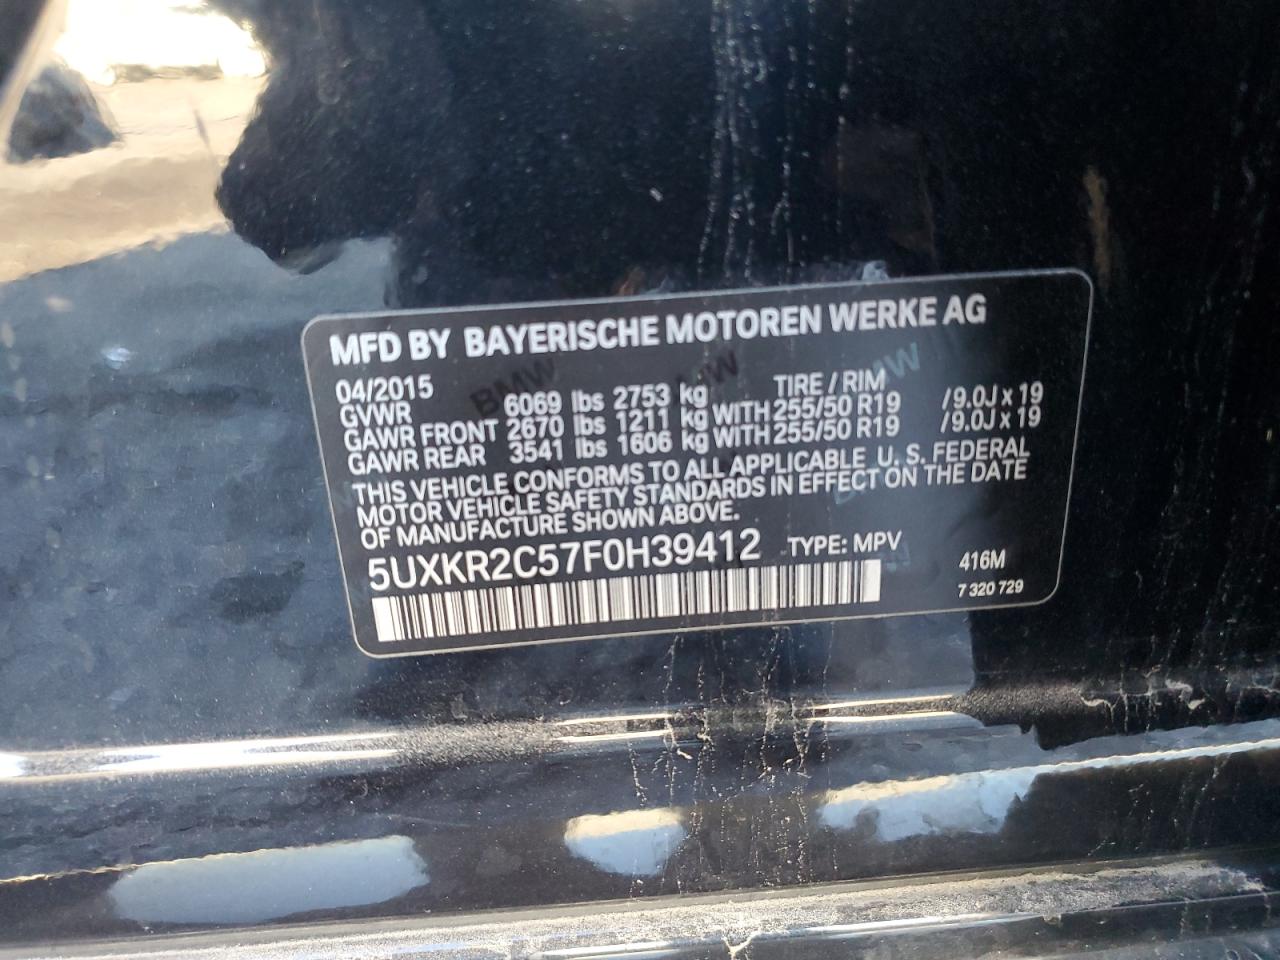 MFD BY BAYERISCHE MOTOREN WERKE AG
04/2015 TIRE / RIM
GVWR 6069 lbs 2753 kg
GAWR FRONT 2670 lbs 1211 kg WITH 255/50 R19 /9.0J x 19
GAWR REAR 3541 lbs 1606 kg WITH 255/50 R19 /9.0J x 19
THIS VEHICLE CONFORMS TO ALL APPLICABLE U. S. FEDERAL
MOTOR VEHICLE SAFETY STANDARDS IN EFFECT ON THE DATE
OF MANUFACTURE SHOWN ABOVE.
5UXKR2C57F0H39412 TYPE: MPV
416M
7 320 729
BMW
BMW